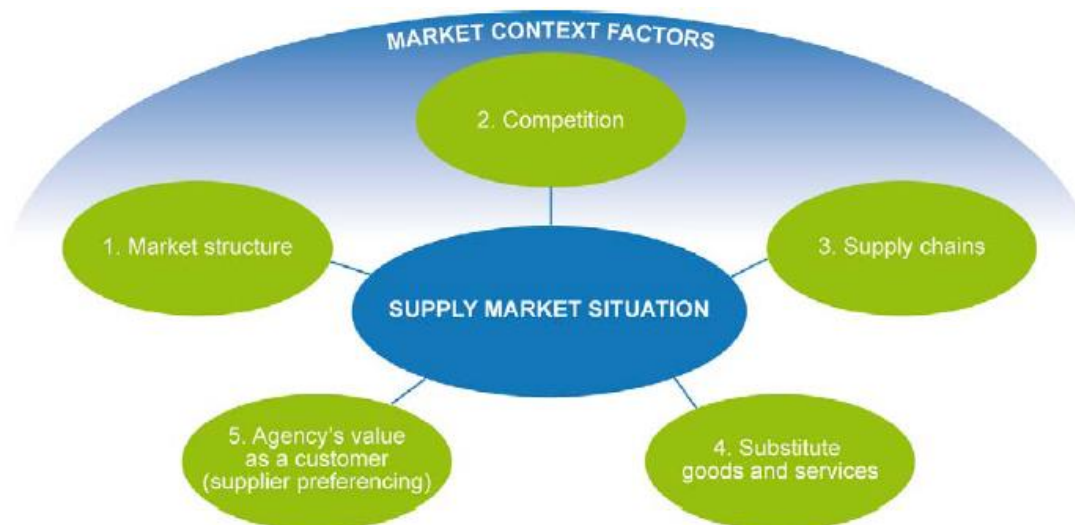 MARKET CONTEXT FACTORS
2. Competition
1. Market structure
3. Supply chains
SUPPLY MARKET SITUATION
5. Agency's value
as a customer
(supplier preferencing)
4. Substitute
goods and services